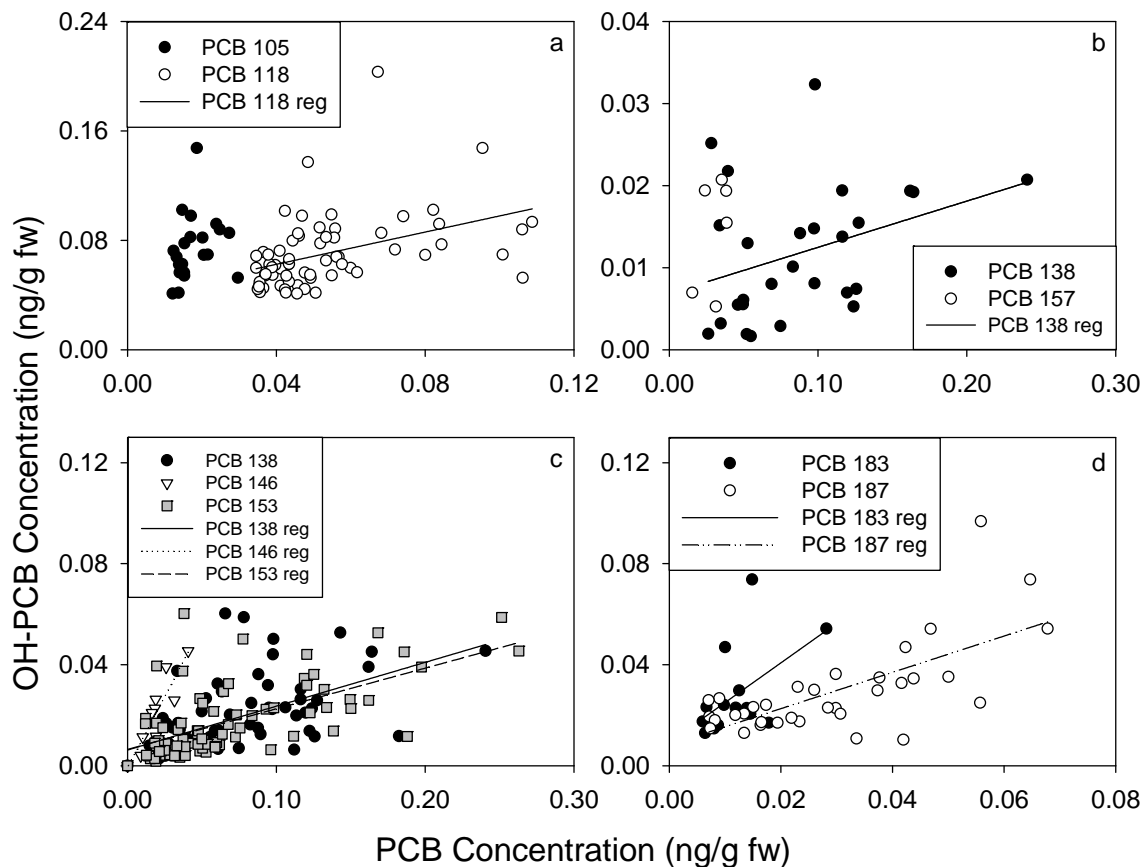 OH-PCB Concentration (ng/g fw)
0.24
0.16
0.08
0.00
PCB 105
PCB 118
PCB 118 reg
a
0.00
0.04
0.08
0.12
0.04
0.03
0.02
0.01
0.00
b
PCB 138
PCB 157
PCB 138 reg
0.00
0.10
0.20
0.30
0.12
0.08
0.04
0.00
PCB 138
PCB 146
PCB 153
PCB 138 reg
PCB 146 reg
PCB 153 reg
c
0.00
0.10
0.20
0.30
0.12
0.08
0.04
0.00
PCB 183
PCB 187
PCB 183 reg
PCB 187 reg
d
0.00
0.02
0.04
0.06
0.08
PCB Concentration (ng/g fw)